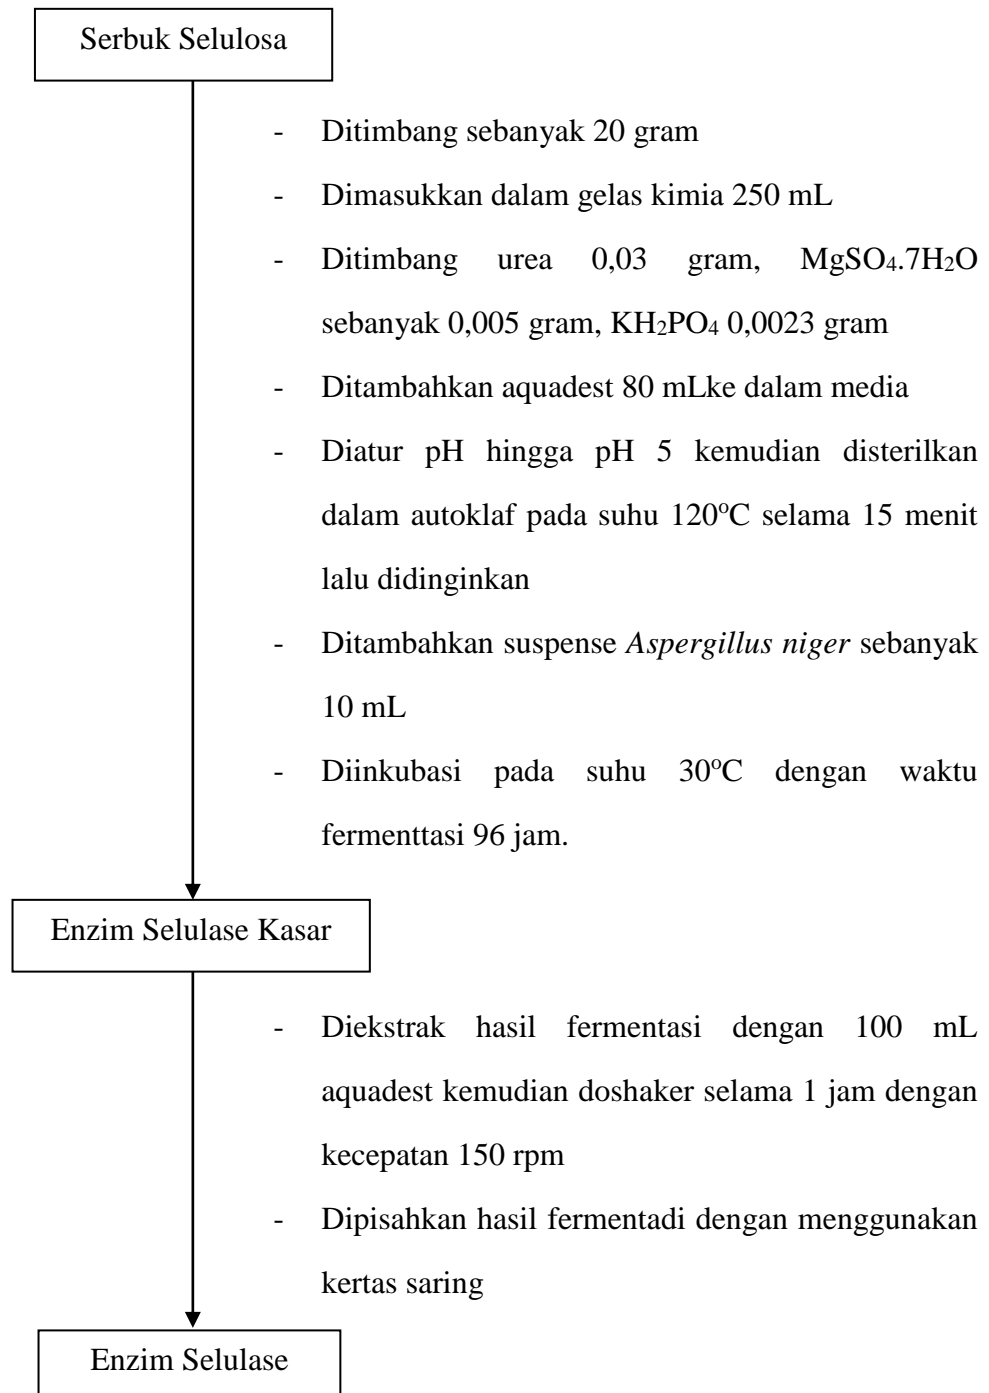 Serbuk Selulosa
- Ditimbang sebanyak 20 gram
- Dimasukkan dalam gelas kimia 250 mL
- Ditimbang urea 0,03 gram, MgSO₄.7H₂O
sebanyak 0,005 gram, KH₂PO₄ 0,0023 gram
- Ditambahkan aquadest 80 mLke dalam media
- Diatur pH hingga pH 5 kemudian disterilkan
dalam autoklaf pada suhu 120ᵒC selama 15 menit
lalu didinginkan
- Ditambahkan suspense Aspergillus niger sebanyak
10 mL
- Diinkubasi pada suhu 30ᵒC dengan waktu
fermenttasi 96 jam.
Enzim Selulase Kasar
- Diekstrak hasil fermentasi dengan 100 mL
aquadest kemudian doshaker selama 1 jam dengan
kecepatan 150 rpm
- Dipisahkan hasil fermentadi dengan menggunakan
kertas saring
Enzim Selulase